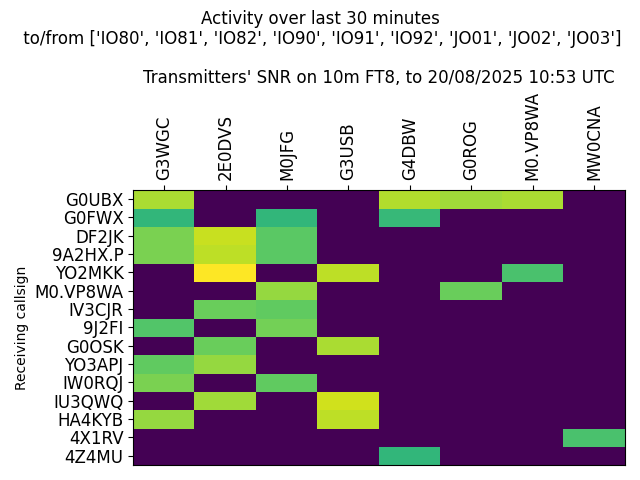 Activity over last 30 minutes
to/from ['IO80', 'IO81', 'IO82', 'IO90', 'IO91', 'IO92', 'JO01', 'JO02', 'JO03']
Transmitters' SNR on 10m FT8, to 20/08/2025 10:53 UTC
G3WGC
2E0DVS
M0JFG
G3USB
G4DBW
G0ROG
M0.VP8WA
MW0CNA
Receiving callsign
G0UBX
G0FWX
DF2JK
9A2HX.P
YO2MKK
M0.VP8WA
IV3CJR
9J2FI
G0OSK
YO3APJ
IW0RQJ
IU3QWQ
HA4KYB
4X1RV
4Z4MU